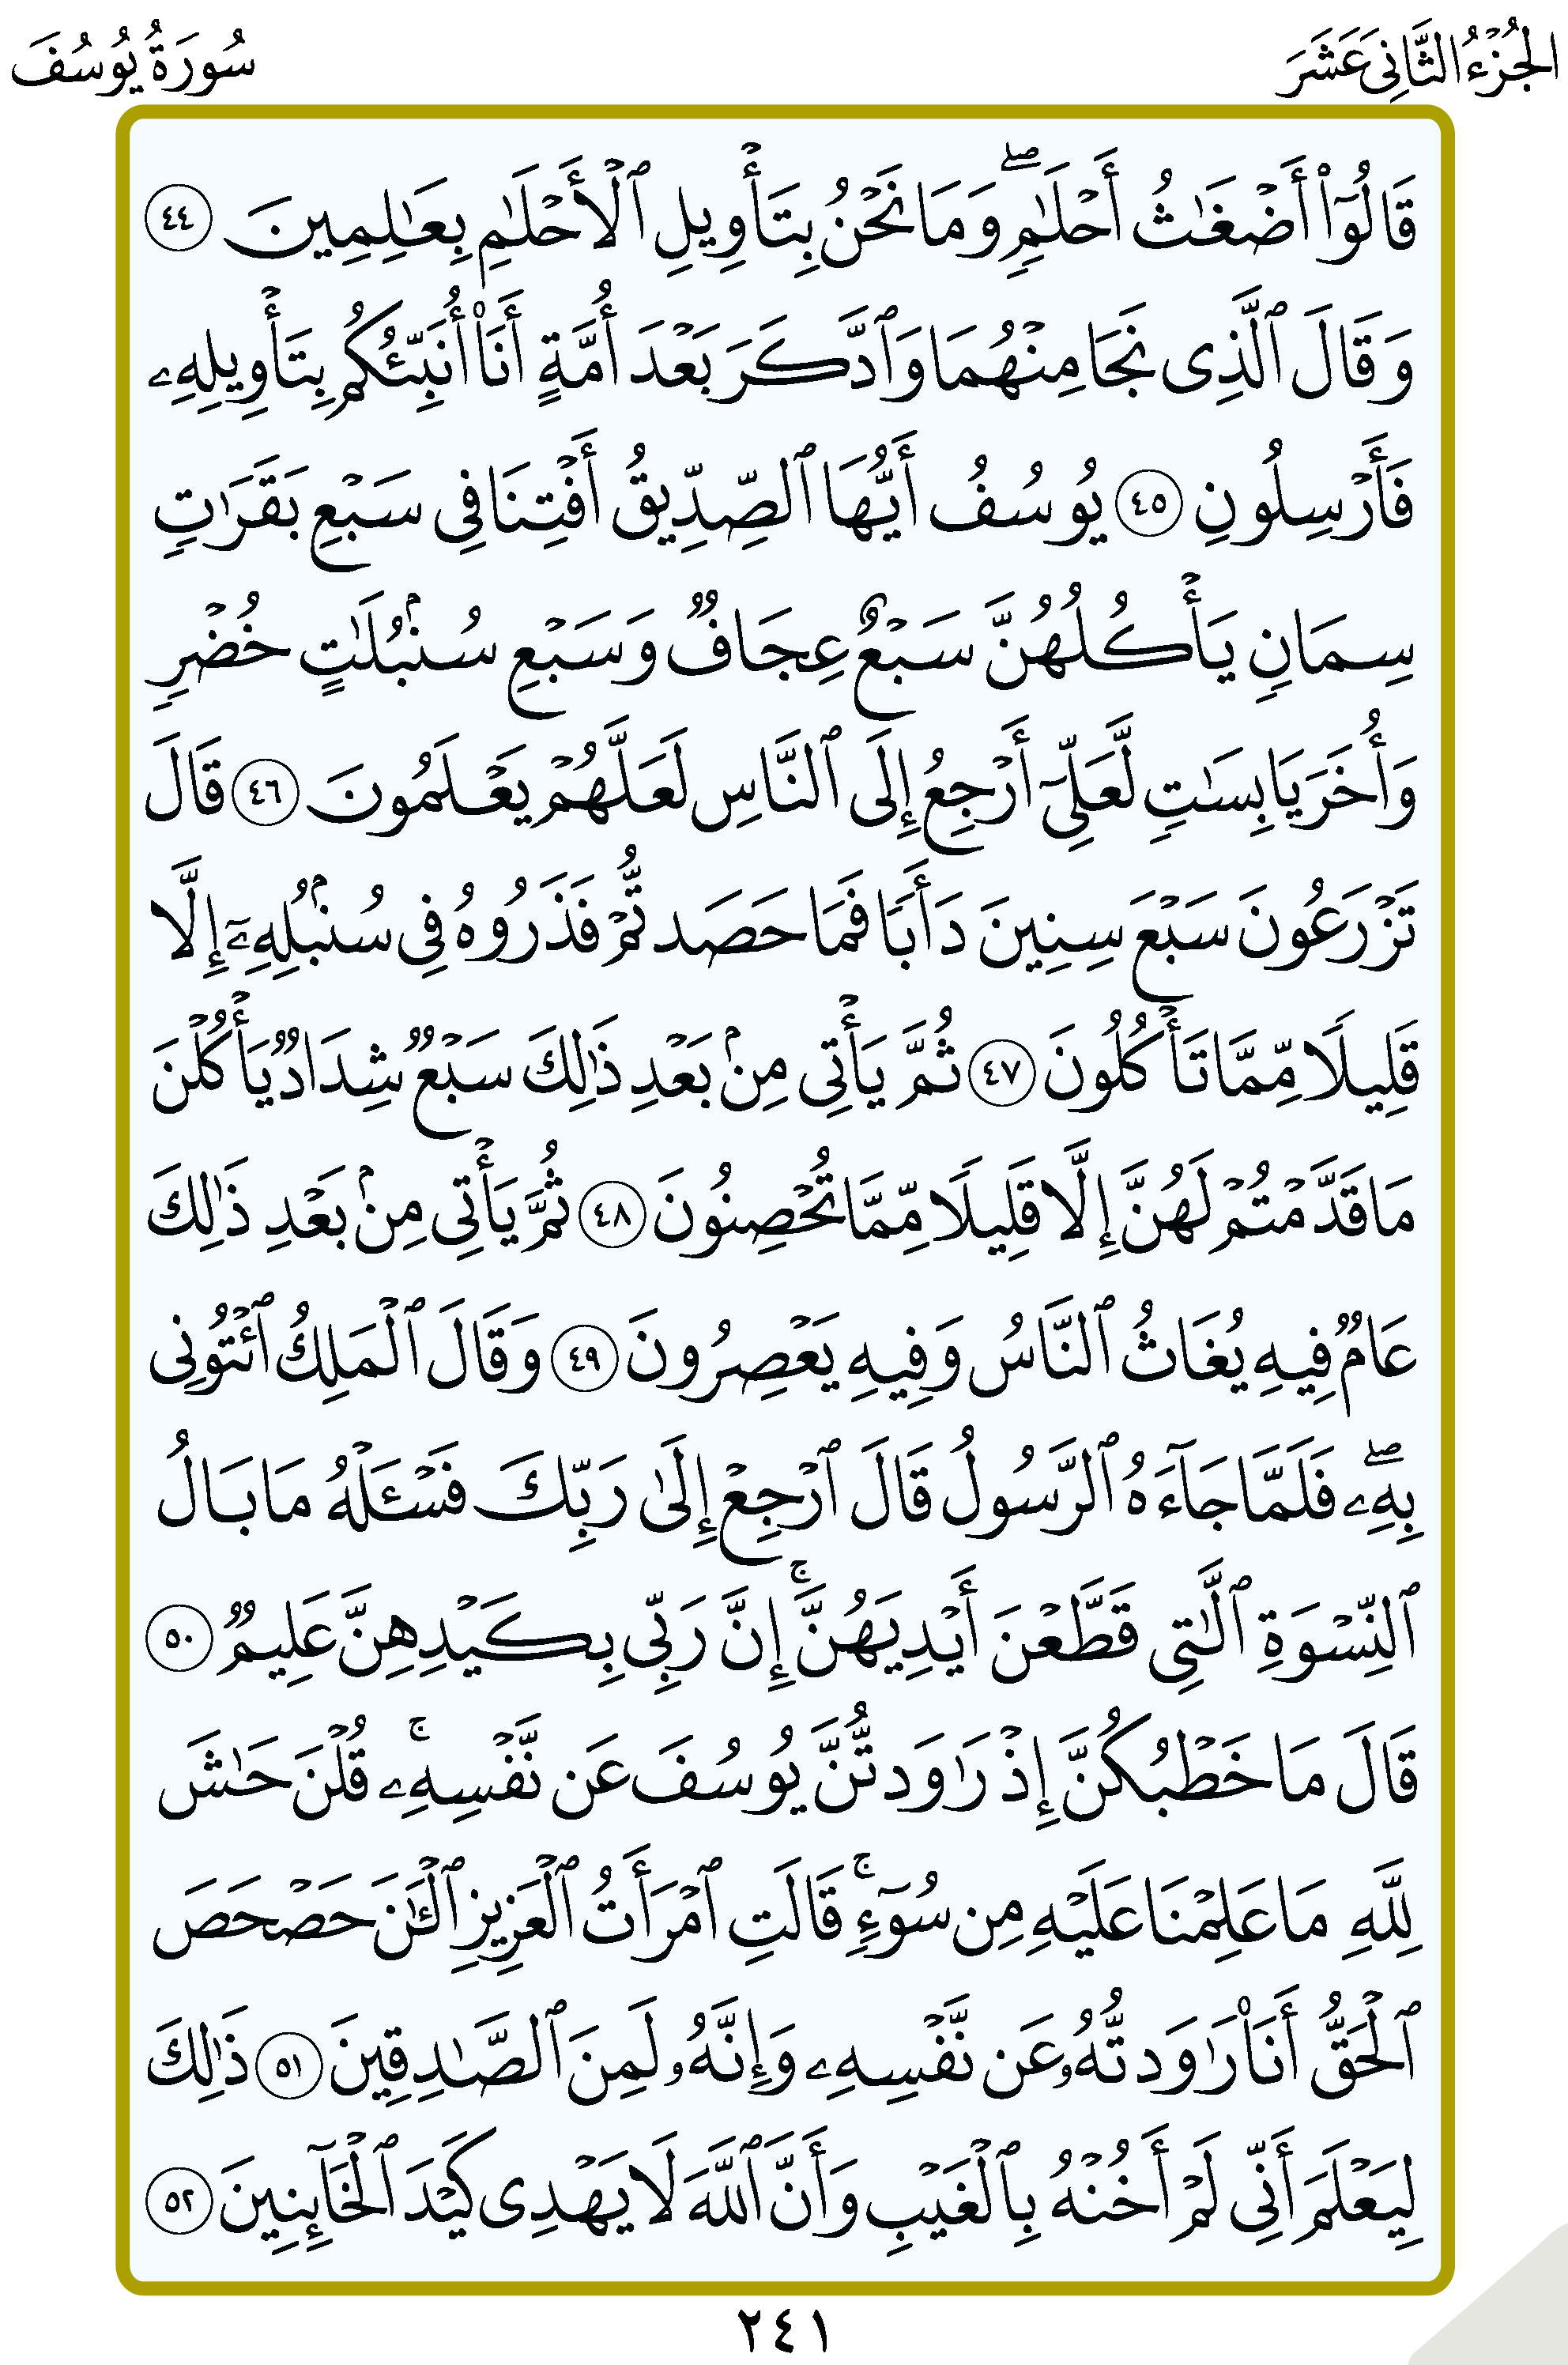 الجُزْءُ الثَّانِيَ عَشَرَ
سُورَةُ يُوسُفَ
قَالُوٓاْ أَضْغَٰثُ أَحْلَٰمٖۖ وَمَا نَحْنُ بِتَأْوِيلِ ٱلْأَحْلَٰمِ بِعَٰلِمِينَ ٤٤
وَقَالَ ٱلَّذِى نَجَا مِنْهُمَا وَٱدَّكَرَ بَعْدَ أُمَّةٍ أَنَا۠ أُنَبِّئُكُم بِتَأْوِيلِهِۦ
فَأَرْسِلُونِ ٤٥ يُوسُفُ أَيُّهَا ٱلصِّدِّيقُ أَفْتِنَا فِى سَبْعِ بَقَرَٰتٖ
سِمَانٖ يَأْكُلُهُنَّ سَبْعٌ عِجَافٞ وَسَبْعِ سُنۢبُلَٰتٍ خُضْرٖ
وَأُخَرَ يَابِسَٰتٖ لَّعَلِّىٓ أَرْجِعُ إِلَى ٱلنَّاسِ لَعَلَّهُمْ يَعْلَمُونَ ٤٦ قَالَ
تَزْرَعُونَ سَبْعَ سِنِينَ دَأَبٗا فَمَا حَصَدتُّمْ فَذَرُوهُ فِى سُنۢبُلِهِۦٓ إِلَّا
قَلِيلٗا مِّمَّا تَأْكُلُونَ ٤٧ ثُمَّ يَأْتِى مِنۢ بَعْدِ ذَٰلِكَ سَبْعٞ شِدَادٞ يَأْكُلْنَ
مَا قَدَّمْتُمْ لَهُنَّ إِلَّا قَلِيلٗا مِّمَّا تُحْصِنُونَ ٤٨ ثُمَّ يَأْتِى مِنۢ بَعْدِ ذَٰلِكَ
عَامٞ فِيهِ يُغَاثُ ٱلنَّاسُ وَفِيهِ يَعْصِرُونَ ٤٩ وَقَالَ ٱلْمَلِكُ ٱئْتُونِى
بِهِۦۖ فَلَمَّا جَآءَهُ ٱلرَّسُولُ قَالَ ٱرْجِعْ إِلَىٰ رَبِّكَ فَسْـَٔلْهُ مَا بَالُ
ٱلنِّسْوَةِ ٱلَّٰتِى قَطَّعْنَ أَيْدِيَهُنَّۚ إِنَّ رَبِّى بِكَيْدِهِنَّ عَلِيمٞ ٥٠
قَالَ مَا خَطْبُكُنَّ إِذْ رَٰوَدتُّنَّ يُوسُفَ عَن نَّفْسِهِۦۚ قُلْنَ حَٰشَ
لِلَّهِ مَا عَلِمْنَا عَلَيْهِ مِن سُوٓءٖۚ قَالَتِ ٱمْرَأَتُ ٱلْعَزِيزِ ٱلْـَٰٔنَ حَصْحَصَ
ٱلْحَقُّ أَنَا۠ رَٰوَدتُّهُۥ عَن نَّفْسِهِۦ وَإِنَّهُۥ لَمِنَ ٱلصَّٰدِقِينَ ٥١ ذَٰلِكَ
لِيَعْلَمَ أَنِّى لَمْ أَخُنْهُ بِٱلْغَيْبِ وَأَنَّ ٱللَّهَ لَا يَهْدِى كَيْدَ ٱلْخَآئِنِينَ ٥٢
٢٤١